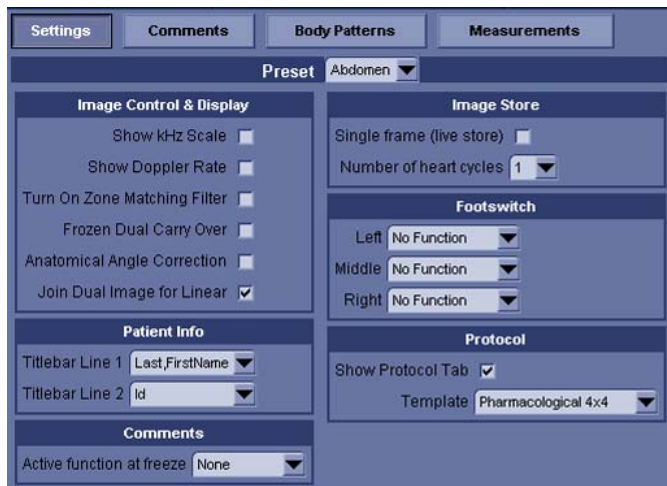 Settings
Comments
Body Patterns
Measurements
Preset Abdomen
Image Control & Display
Show kHz Scale
Show Doppler Rate
Turn On Zone Matching Filter
Frozen Dual Carry Over
Anatomical Angle Correction
Join Dual Image for Linear
Patient Info
Titlebar Line 1 Last,FirstName
Titlebar Line 2 Id
Comments
Active function at freeze None
Image Store
Single frame (live store)
Number of heart cycles 1
Footswitch
Left No Function
Middle No Function
Right No Function
Protocol
Show Protocol Tab
Template Pharmacological 4x4